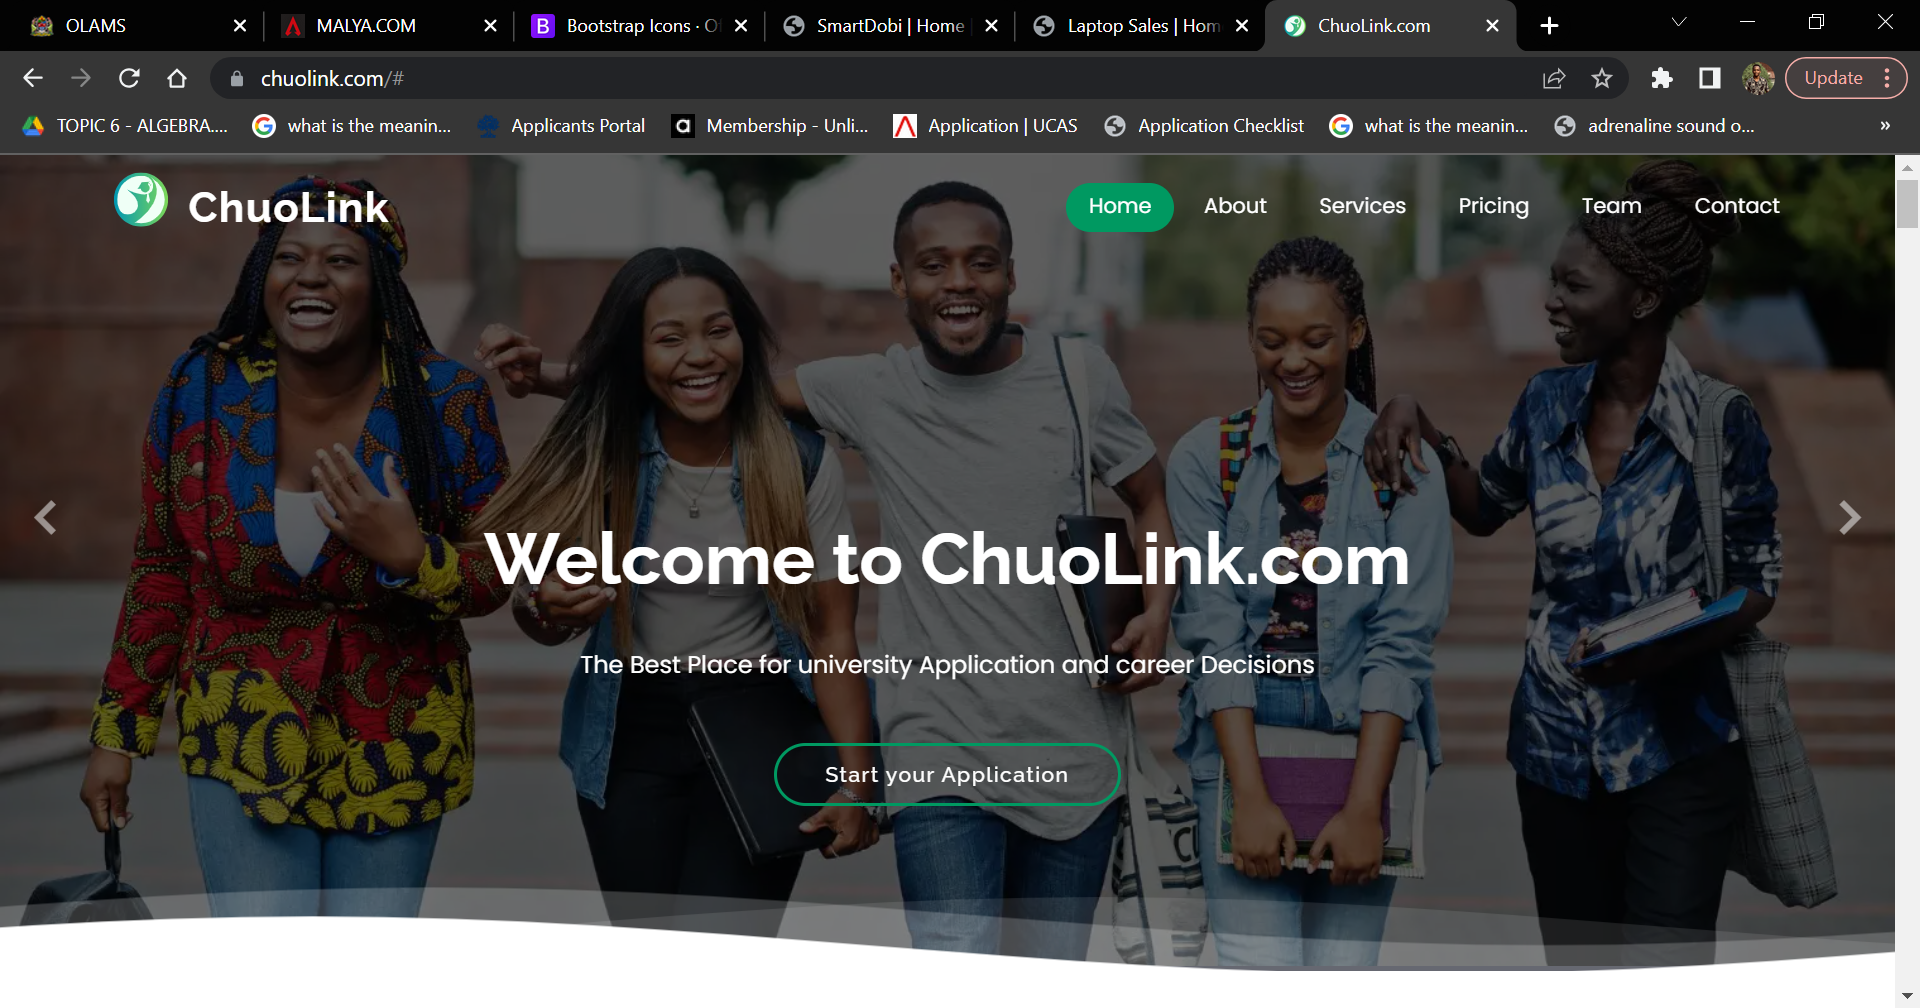 OLAMS
MALYA.COM
Bootstrap Icons · O
SmartDobi | Home
Laptop Sales | Hom
ChuoLink.com
chuolink.com/#
Update
TOPIC 6 - ALGEBRA....
what is the meanin...
Applicants Portal
Membership - Unli...
Application | UCAS
Application Checklist
what is the meanin...
adrenaline sound o...
»
ChuoLink
Home
About
Services
Pricing
Team
Contact
Welcome to ChuoLink.com
The Best Place for university Application and career Decisions
Start your Application